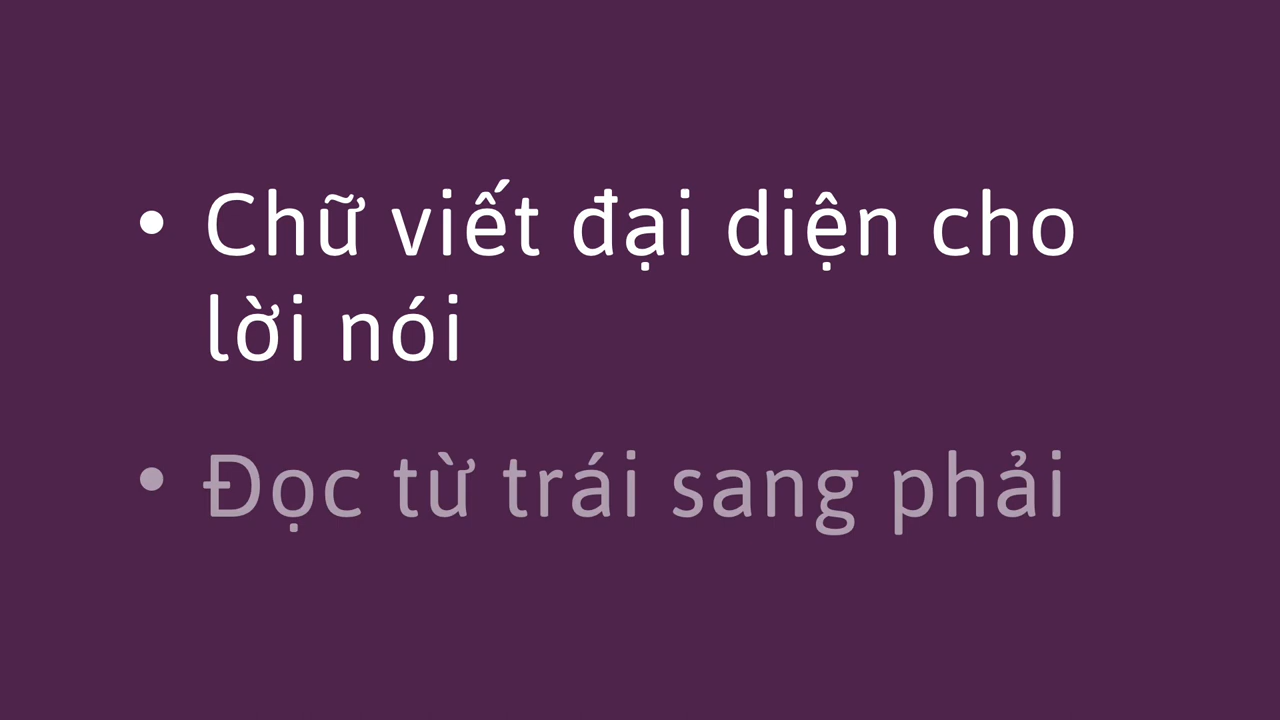 • Chữ viết đại diện cho
lời nói
• Đọc từ trái sang phải